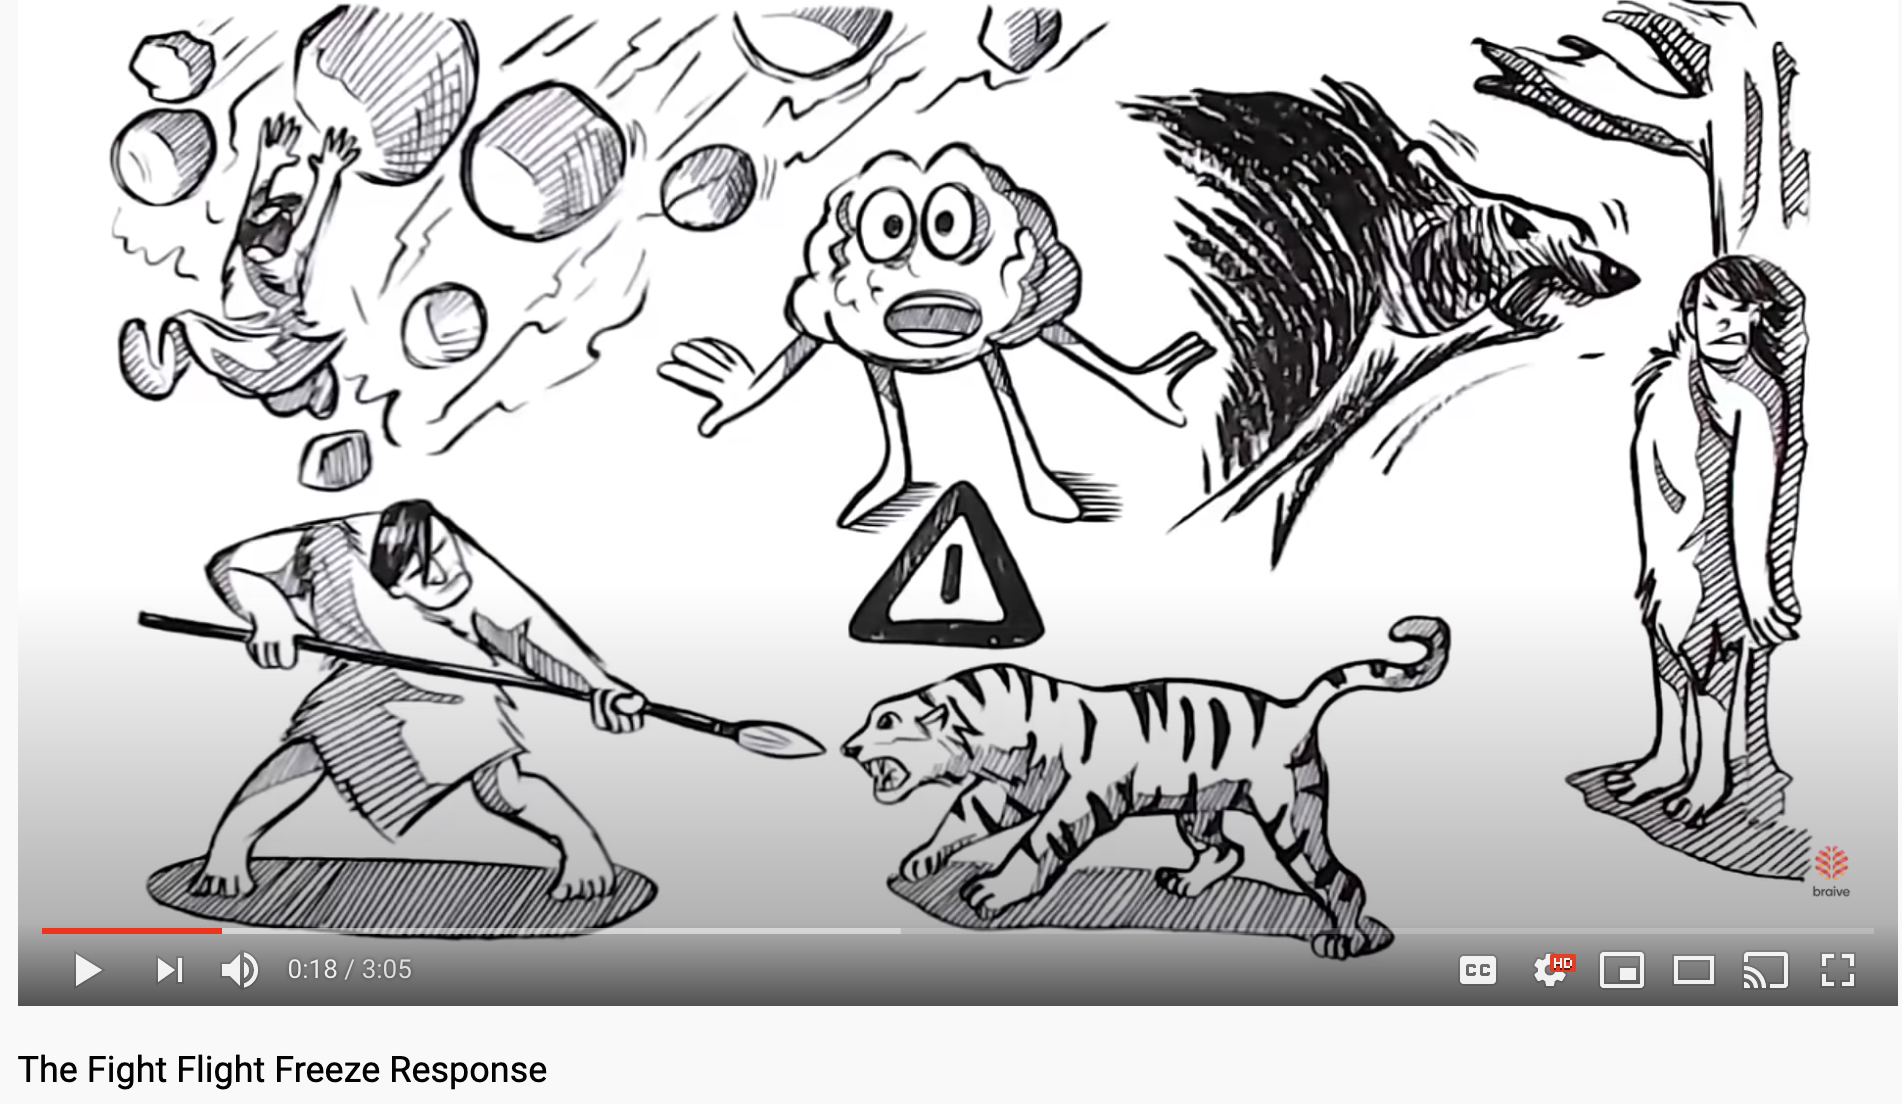 braive
0:18 / 3:05
CC
HD
The Fight Flight Freeze Response